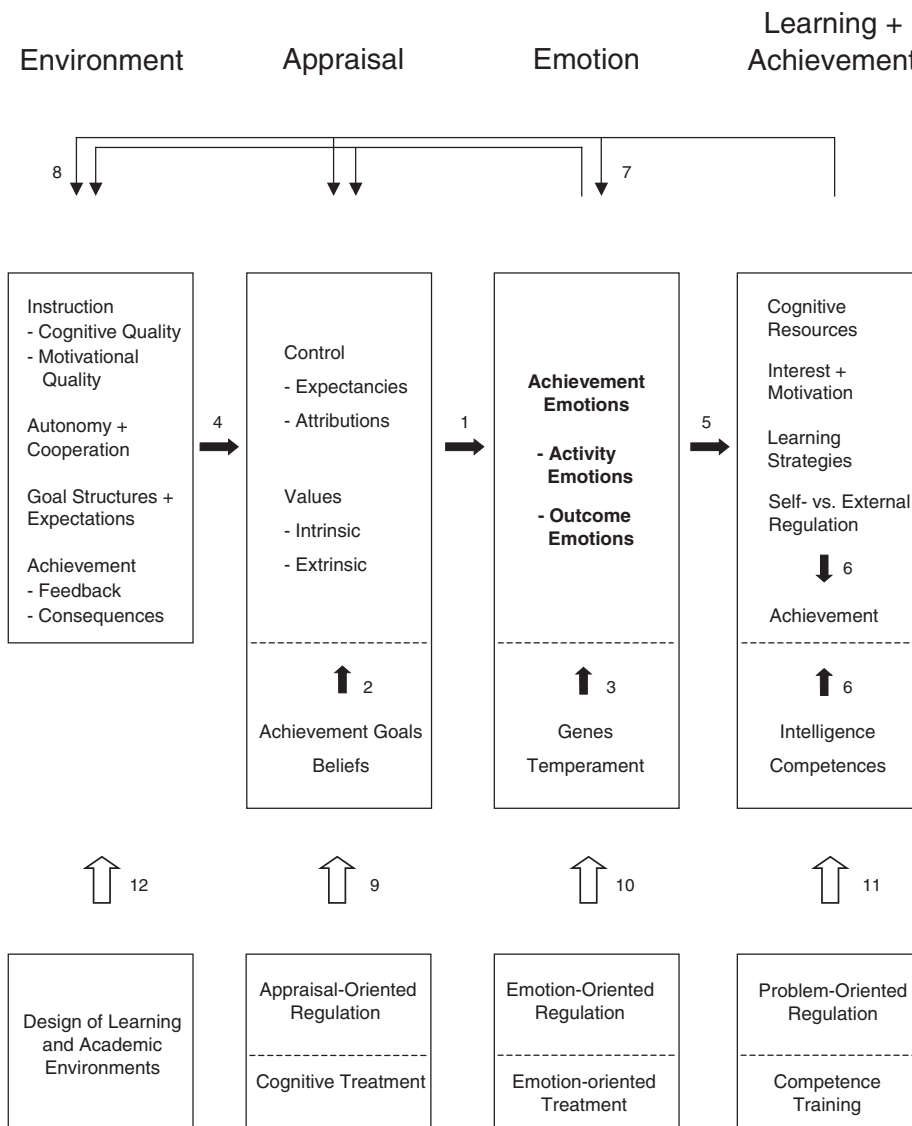 Environment
Appraisal
Emotion
Learning +
Achievement
8
7
Instruction
- Cognitive Quality
- Motivational
Quality
Autonomy +
Cooperation
Goal Structures +
Expectations
Achievement
- Feedback
- Consequences
4
Control
- Expectancies
- Attributions
Values
- Intrinsic
- Extrinsic
2
Achievement Goals
Beliefs
1
Achievement
Emotions
- Activity
Emotions
- Outcome
Emotions
3
Genes
Temperament
5
Cognitive
Resources
Interest +
Motivation
Learning
Strategies
Self- vs. External
Regulation
6
Achievement
6
Intelligence
Competences
12
9
10
11
Design of Learning
and Academic
Environments
Appraisal-Oriented
Regulation
Cognitive Treatment
Emotion-Oriented
Regulation
Emotion-oriented
Treatment
Problem-Oriented
Regulation
Competence
Training